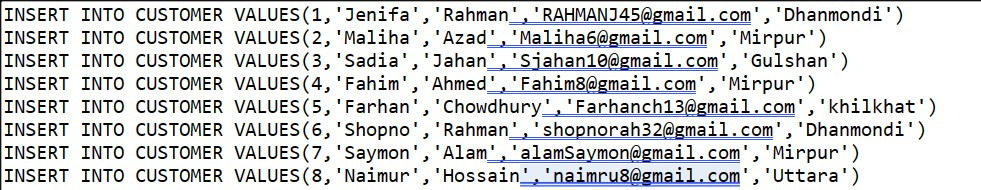 INSERT INTO CUSTOMER VALUES(1,'Jenifa','Rahman','RAHMANJ45@gmail.com','Dhanmondi')
INSERT INTO CUSTOMER VALUES(2,'Maliha','Azad','Maliha6@gmail.com','Mirpur')
INSERT INTO CUSTOMER VALUES(3,'Sadia','Jahan','Sjahan10@gmail.com','Gulshan')
INSERT INTO CUSTOMER VALUES(4,'Fahim','Ahmed','Fahim8@gmail.com','Mirpur')
INSERT INTO CUSTOMER VALUES(5,'Farhan','Chowdhury','Farhanch13@gmail.com','khilkhat')
INSERT INTO CUSTOMER VALUES(6,'Shopno','Rahman','shopnorah32@gmail.com','Dhanmondi')
INSERT INTO CUSTOMER VALUES(7,'Saymon','Alam','alamSaymon@gmail.com','Mirpur')
INSERT INTO CUSTOMER VALUES(8,'Naimur','Hossain','naimru8@gmail.com','Uttara')